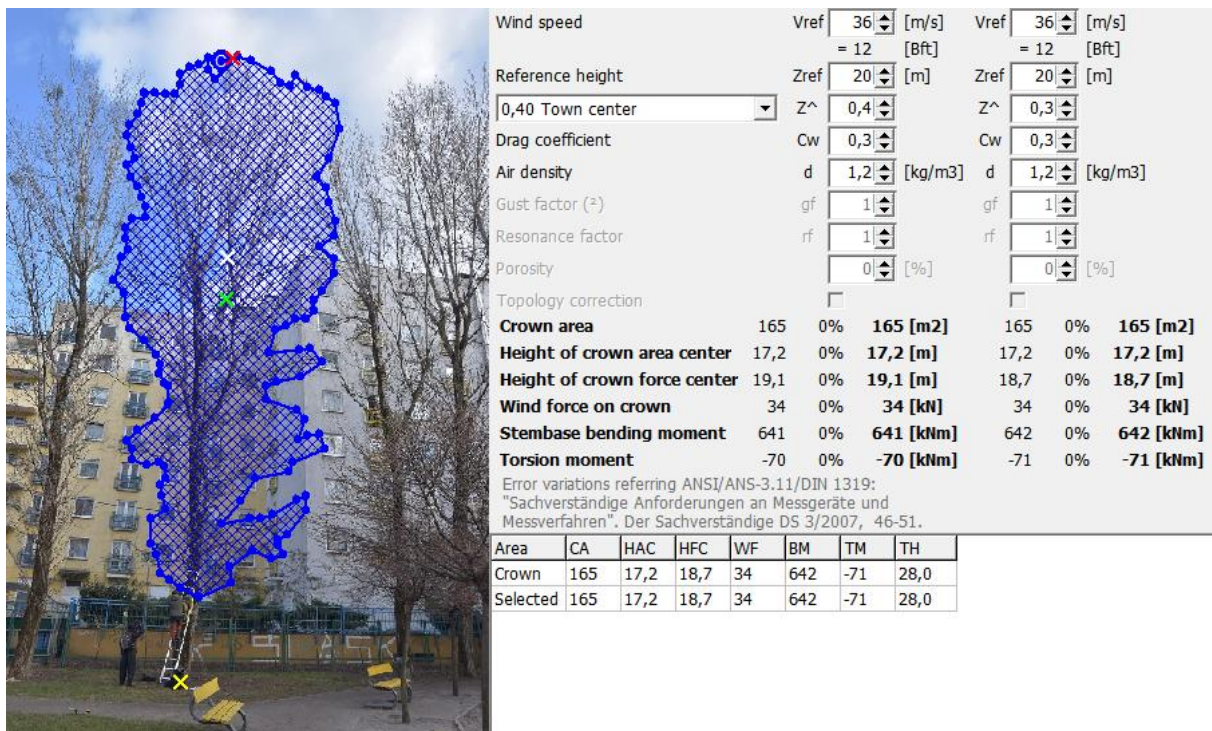 Wind speed Vref 36 [m/s] Vref 36 [m/s]
= 12 [Bft] = 12 [Bft]
Reference height Zref 20 [m] Zref 20 [m]
0,40 Town center Z^ 0,4 Z^ 0,3
Drag coefficient Cw 0,3 Cw 0,3
Air density d 1,2 [kg/m3] d 1,2 [kg/m3]
Gust factor (²) gf 1 gf 1
Resonance factor rf 1 rf 1
Porosity 0 [%] 0 [%]
Topology correction
Crown area 165 0% 165 [m2] 165 0% 165 [m2]
Height of crown area center 17,2 0% 17,2 [m] 17,2 0% 17,2 [m]
Height of crown force center 19,1 0% 19,1 [m] 18,7 0% 18,7 [m]
Wind force on crown 34 0% 34 [kN] 34 0% 34 [kN]
Stembase bending moment 641 0% 641 [kNm] 642 0% 642 [kNm]
Torsion moment -70 0% -70 [kNm] -71 0% -71 [kNm]
Error variations referring ANSI/ANS-3.11/DIN 1319:
"Sachverständige Anforderungen an Messgeräte und
Messverfahren". Der Sachverständige DS 3/2007, 46-51.
Area CA HAC HFC WF BM TM TH
Crown 165 17,2 18,7 34 642 -71 28,0
Selected 165 17,2 18,7 34 642 -71 28,0
C